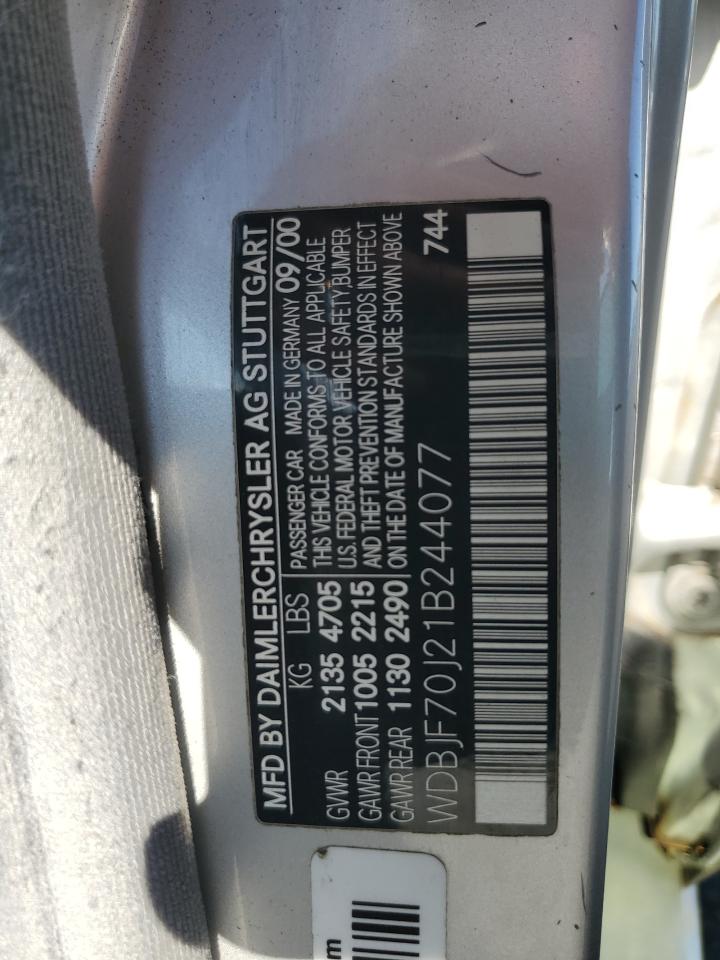 MFD BY DAIMLERCHRYSLER AG STUTTGART
KG LBS
GVWR 2135 4705
GAWR FRONT 1005 2215
GAWR REAR 1130 2490
PASSENGER CAR MADE IN GERMANY 09/00
THIS VEHICLE CONFORMS TO ALL APPLICABLE
U.S. FEDERAL MOTOR VEHICLE SAFETY, BUMPER
AND THEFT PREVENTION STANDARDS IN EFFECT
ON THE DATE OF MANUFACTURE SHOWN ABOVE
WDBJF70J21B244077 744